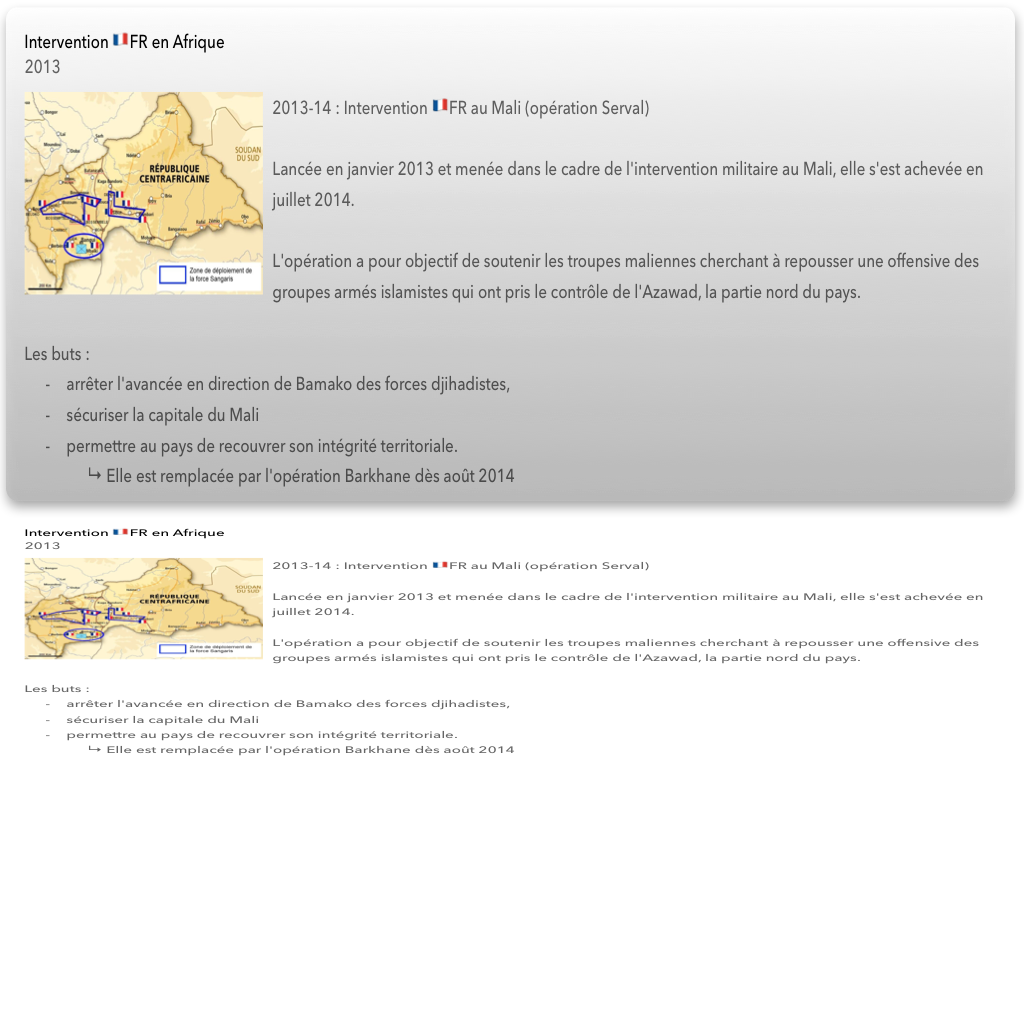 Intervention 🇫🇷FR en Afrique
2013
SOUDAN
DU SUD
RÉPUBLIQUE
CENTRAFRICAINE
Zone de déploiement de
la force Sangaris
2013-14 : Intervention 🇫🇷FR au Mali (opération Serval)
Lancée en janvier 2013 et menée dans le cadre de l'intervention militaire au Mali, elle s'est achevée en
juillet 2014.
L'opération a pour objectif de soutenir les troupes maliennes cherchant à repousser une offensive des
groupes armés islamistes qui ont pris le contrôle de l'Azawad, la partie nord du pays.
Les buts :
- arrêter l'avancée en direction de Bamako des forces djihadistes,
- sécuriser la capitale du Mali
- permettre au pays de recouvrer son intégrité territoriale.
↪ Elle est remplacée par l'opération Barkhane dès août 2014
Intervention 🇫🇷FR en Afrique
2013
SOUDAN
DU SUD
RÉPUBLIQUE
CENTRAFRICAINE
Zone de déploiement de
la force Sangaris
2013-14 : Intervention 🇫🇷FR au Mali (opération Serval)
Lancée en janvier 2013 et menée dans le cadre de l'intervention militaire au Mali, elle s'est achevée en
juillet 2014.
L'opération a pour objectif de soutenir les troupes maliennes cherchant à repousser une offensive des
groupes armés islamistes qui ont pris le contrôle de l'Azawad, la partie nord du pays.
Les buts :
- arrêter l'avancée en direction de Bamako des forces djihadistes,
- sécuriser la capitale du Mali
- permettre au pays de recouvrer son intégrité territoriale.
↪ Elle est remplacée par l'opération Barkhane dès août 2014